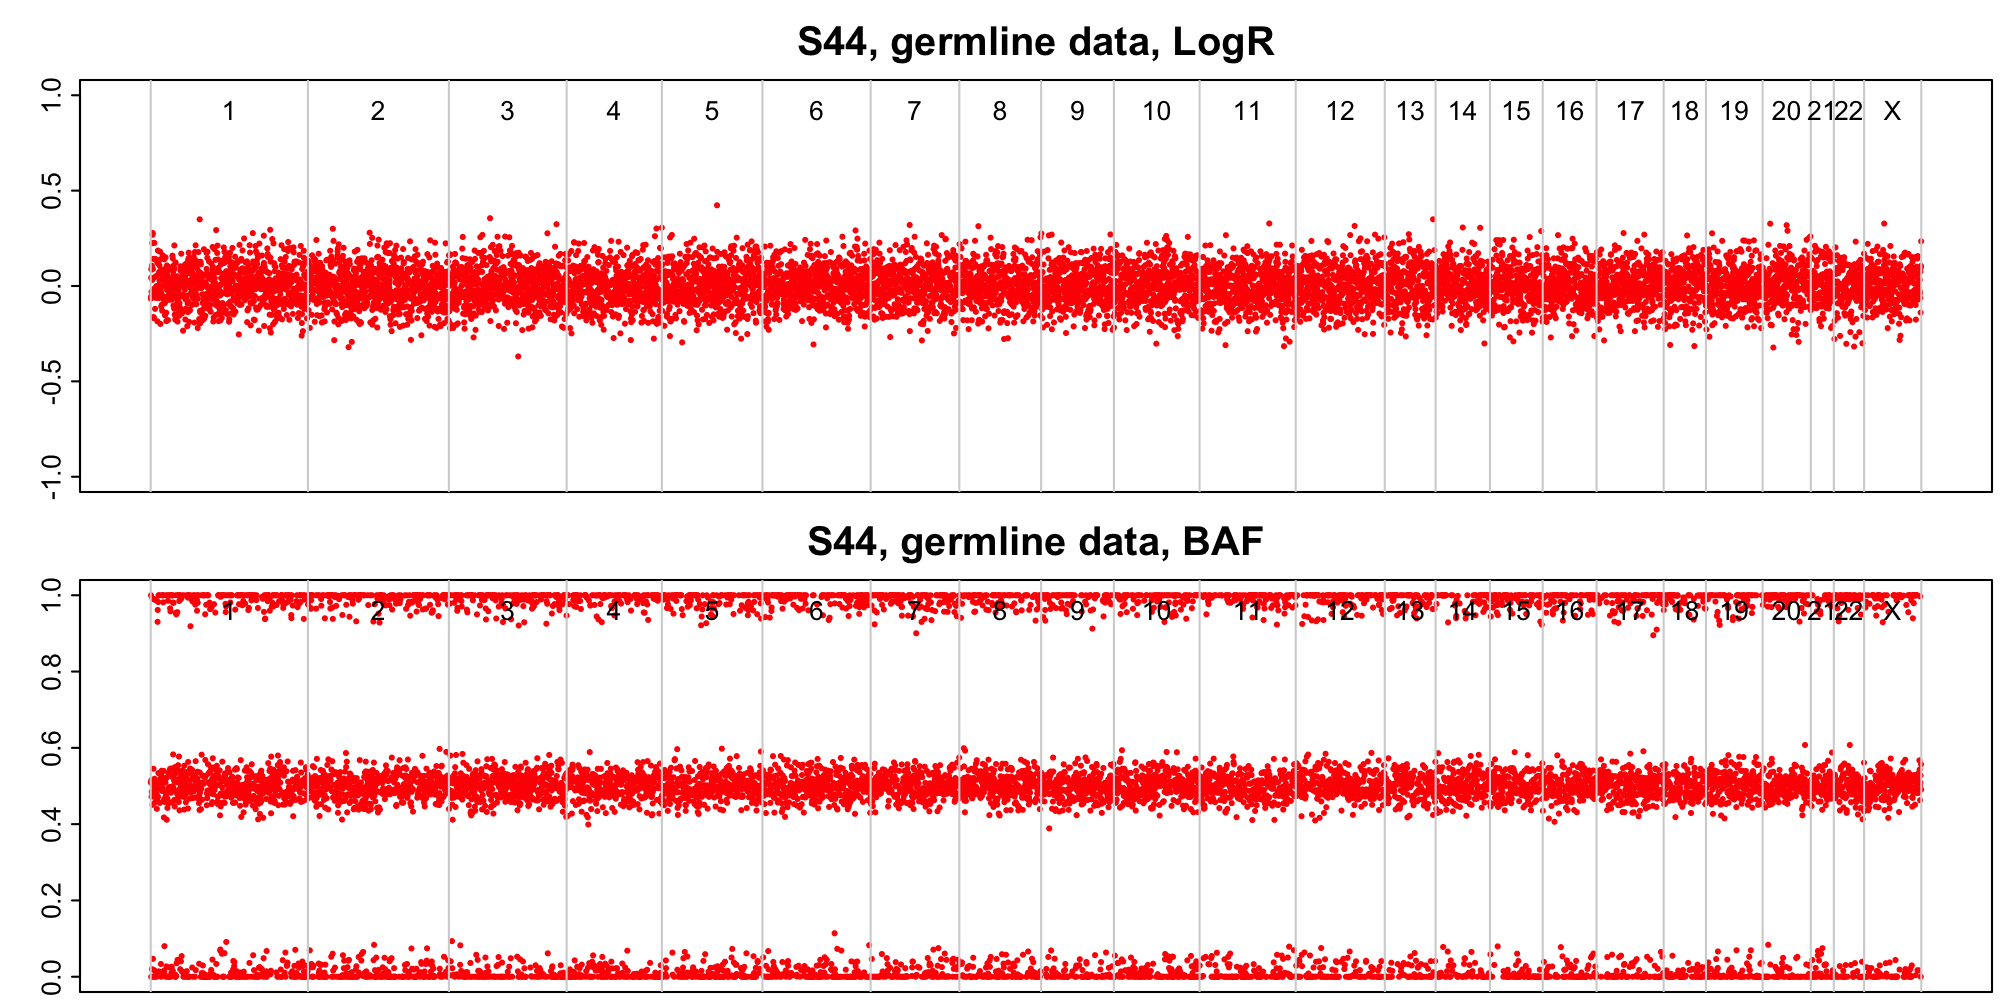 S44, germline data, LogR
1.0
0.5
0.0
-0.5
-1.0
1 2 3 4 5 6 7 8 9 10 11 12 13 14 15 16 17 18 19 20 21 22 X
S44, germline data, BAF
1.0
0.8
0.6
0.4
0.2
0.0
1 2 3 4 5 6 7 8 9 10 11 12 13 14 15 16 17 18 19 20 21 22 X